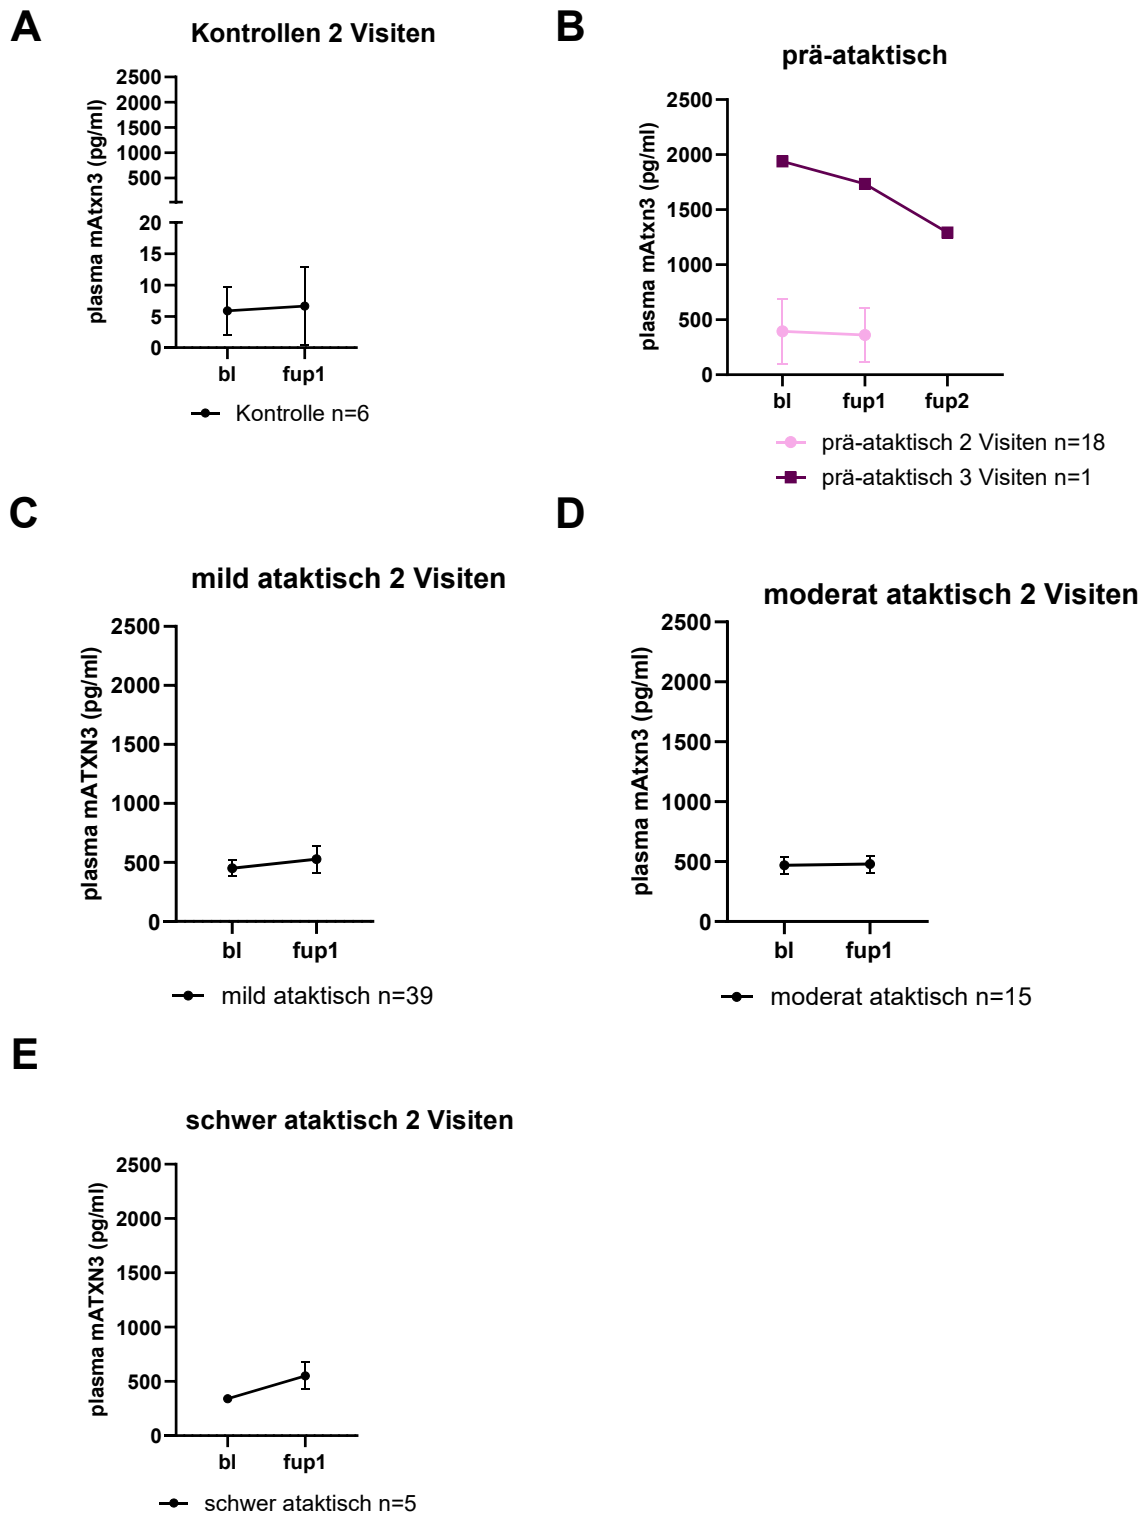 A
Kontrollen 2 Visiten
plasma mAtxn3 (pg/ml)
2500
2000
1500
1000
500
20
15
10
5
0
bl fup1
Kontrolle n=6
B
prä-ataktisch
plasma mAtxn3 (pg/ml)
2500
2000
1500
1000
500
0
bl fup1 fup2
prä-ataktisch 2 Visiten n=18
prä-ataktisch 3 Visiten n=1
C
mild ataktisch 2 Visiten
plasma mATXN3 (pg/ml)
2500
2000
1500
1000
500
0
bl fup1
mild ataktisch n=39
D
moderat ataktisch 2 Visiten
plasma mAtxn3 (pg/ml)
2500
2000
1500
1000
500
0
bl fup1
moderat ataktisch n=15
E
schwer ataktisch 2 Visiten
plasma mATXN3 (pg/ml)
2500
2000
1500
1000
500
0
bl fup1
schwer ataktisch n=5